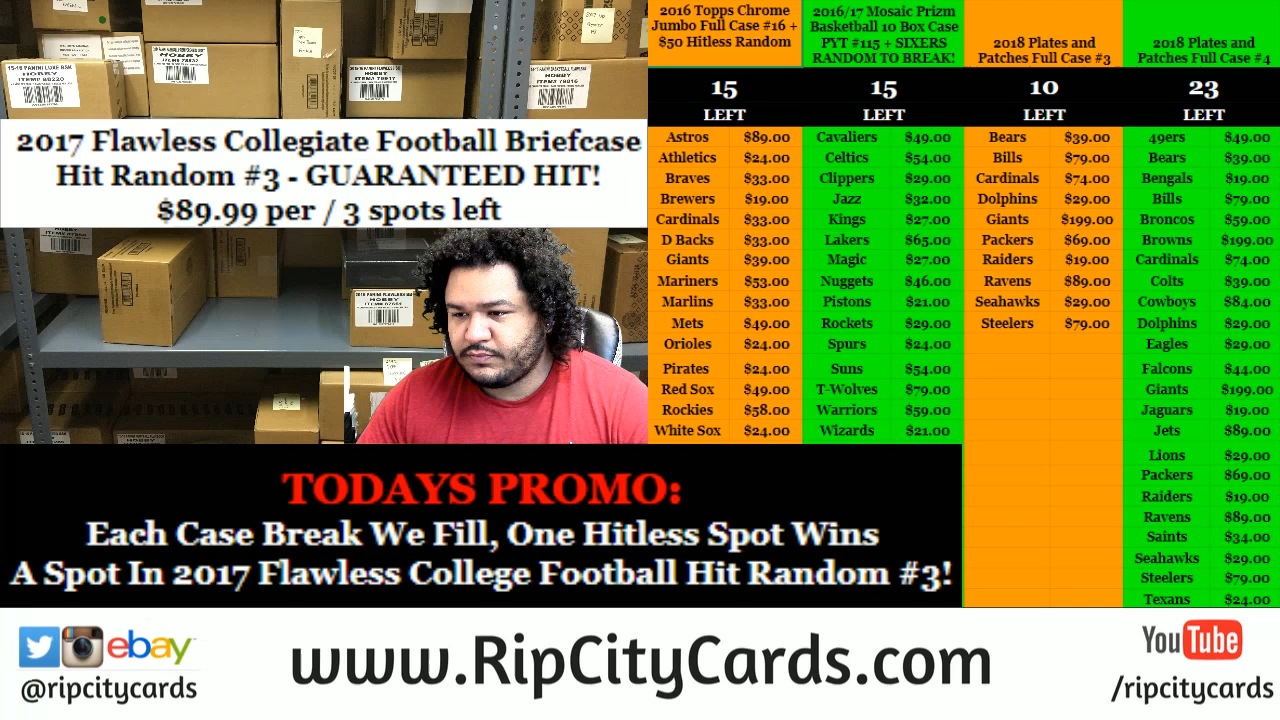 2017 Flawless Collegiate Football Briefcase
Hit Random #3 - GUARANTEED HIT!
$89.99 per / 3 spots left
HOBBY
HOBBY
HOBBY
HOBBY
HOBBY
TODAYS PROMO:
Each Case Break We Fill, One Hitless Spot Wins
A Spot In 2017 Flawless College Football Hit Random #3!
2016 Topps Chrome
Jumbo Full Case #16 +
$50 Hitless Random
15
LEFT
Astros $89.00
Athletics $24.00
Braves $33.00
Brewers $19.00
Cardinals $33.00
D Backs $33.00
Giants $39.00
Mariners $53.00
Marlins $33.00
Mets $49.00
Orioles $24.00
Pirates $24.00
Red Sox $49.00
Rockies $58.00
White Sox $24.00
2016/17 Mosaic Prizm
Basketball 10 Box Case
PYT #115 + SIXERS
RANDOM TO BREAK!
15
LEFT
Cavaliers $49.00
Celtics $54.00
Clippers $29.00
Jazz $32.00
Kings $27.00
Lakers $65.00
Magic $27.00
Nuggets $46.00
Pistons $21.00
Rockets $29.00
Spurs $24.00
Suns $54.00
T-Wolves $79.00
Warriors $59.00
Wizards $21.00
2018 Plates and
Patches Full Case #3
10
LEFT
Bears $39.00
Bills $79.00
Cardinals $74.00
Dolphins $29.00
Giants $199.00
Packers $69.00
Raiders $19.00
Ravens $89.00
Seahawks $29.00
Steelers $79.00
2018 Plates and
Patches Full Case #4
23
LEFT
49ers $49.00
Bears $39.00
Bengals $19.00
Bills $79.00
Broncos $59.00
Browns $199.00
Cardinals $74.00
Colts $39.00
Cowboys $84.00
Dolphins $29.00
Eagles $29.00
Falcons $44.00
Giants $199.00
Jaguars $19.00
Jets $89.00
Lions $29.00
Packers $69.00
Raiders $19.00
Ravens $89.00
Saints $34.00
Seahawks $29.00
Steelers $79.00
Texans $24.00
ebay
@ripcitycards
www.RipCityCards.com
YouTube
/ripcitycards